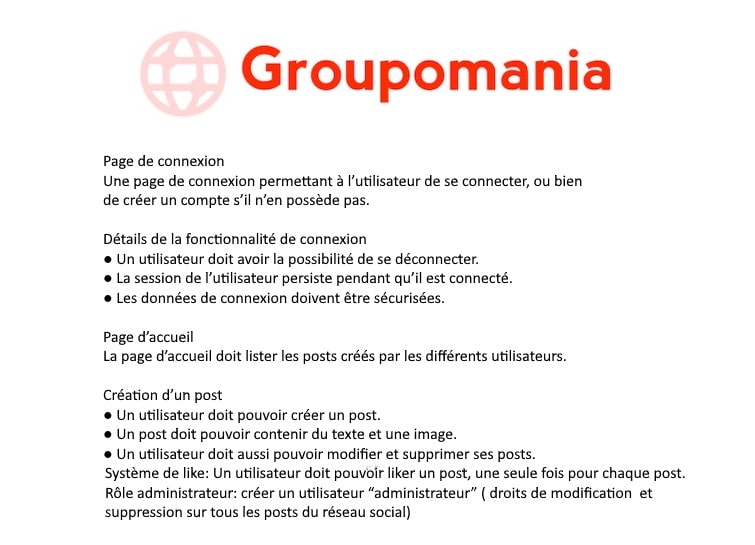 Groupomania
Page de connexion
Une page de connexion permettant à l’utilisateur de se connecter, ou bien
de créer un compte s’il n’en possède pas.
Détails de la fonctionnalité de connexion
● Un utilisateur doit avoir la possibilité de se déconnecter.
● La session de l’utilisateur persiste pendant qu’il est connecté.
● Les données de connexion doivent être sécurisées.
Page d’accueil
La page d’accueil doit lister les posts créés par les différents utilisateurs.
Création d’un post
● Un utilisateur doit pouvoir créer un post.
● Un post doit pouvoir contenir du texte et une image.
● Un utilisateur doit aussi pouvoir modifier et supprimer ses posts.
Système de like: Un utilisateur doit pouvoir liker un post, une seule fois pour chaque post.
Rôle administrateur: créer un utilisateur “administrateur” ( droits de modification et
suppression sur tous les posts du réseau social)